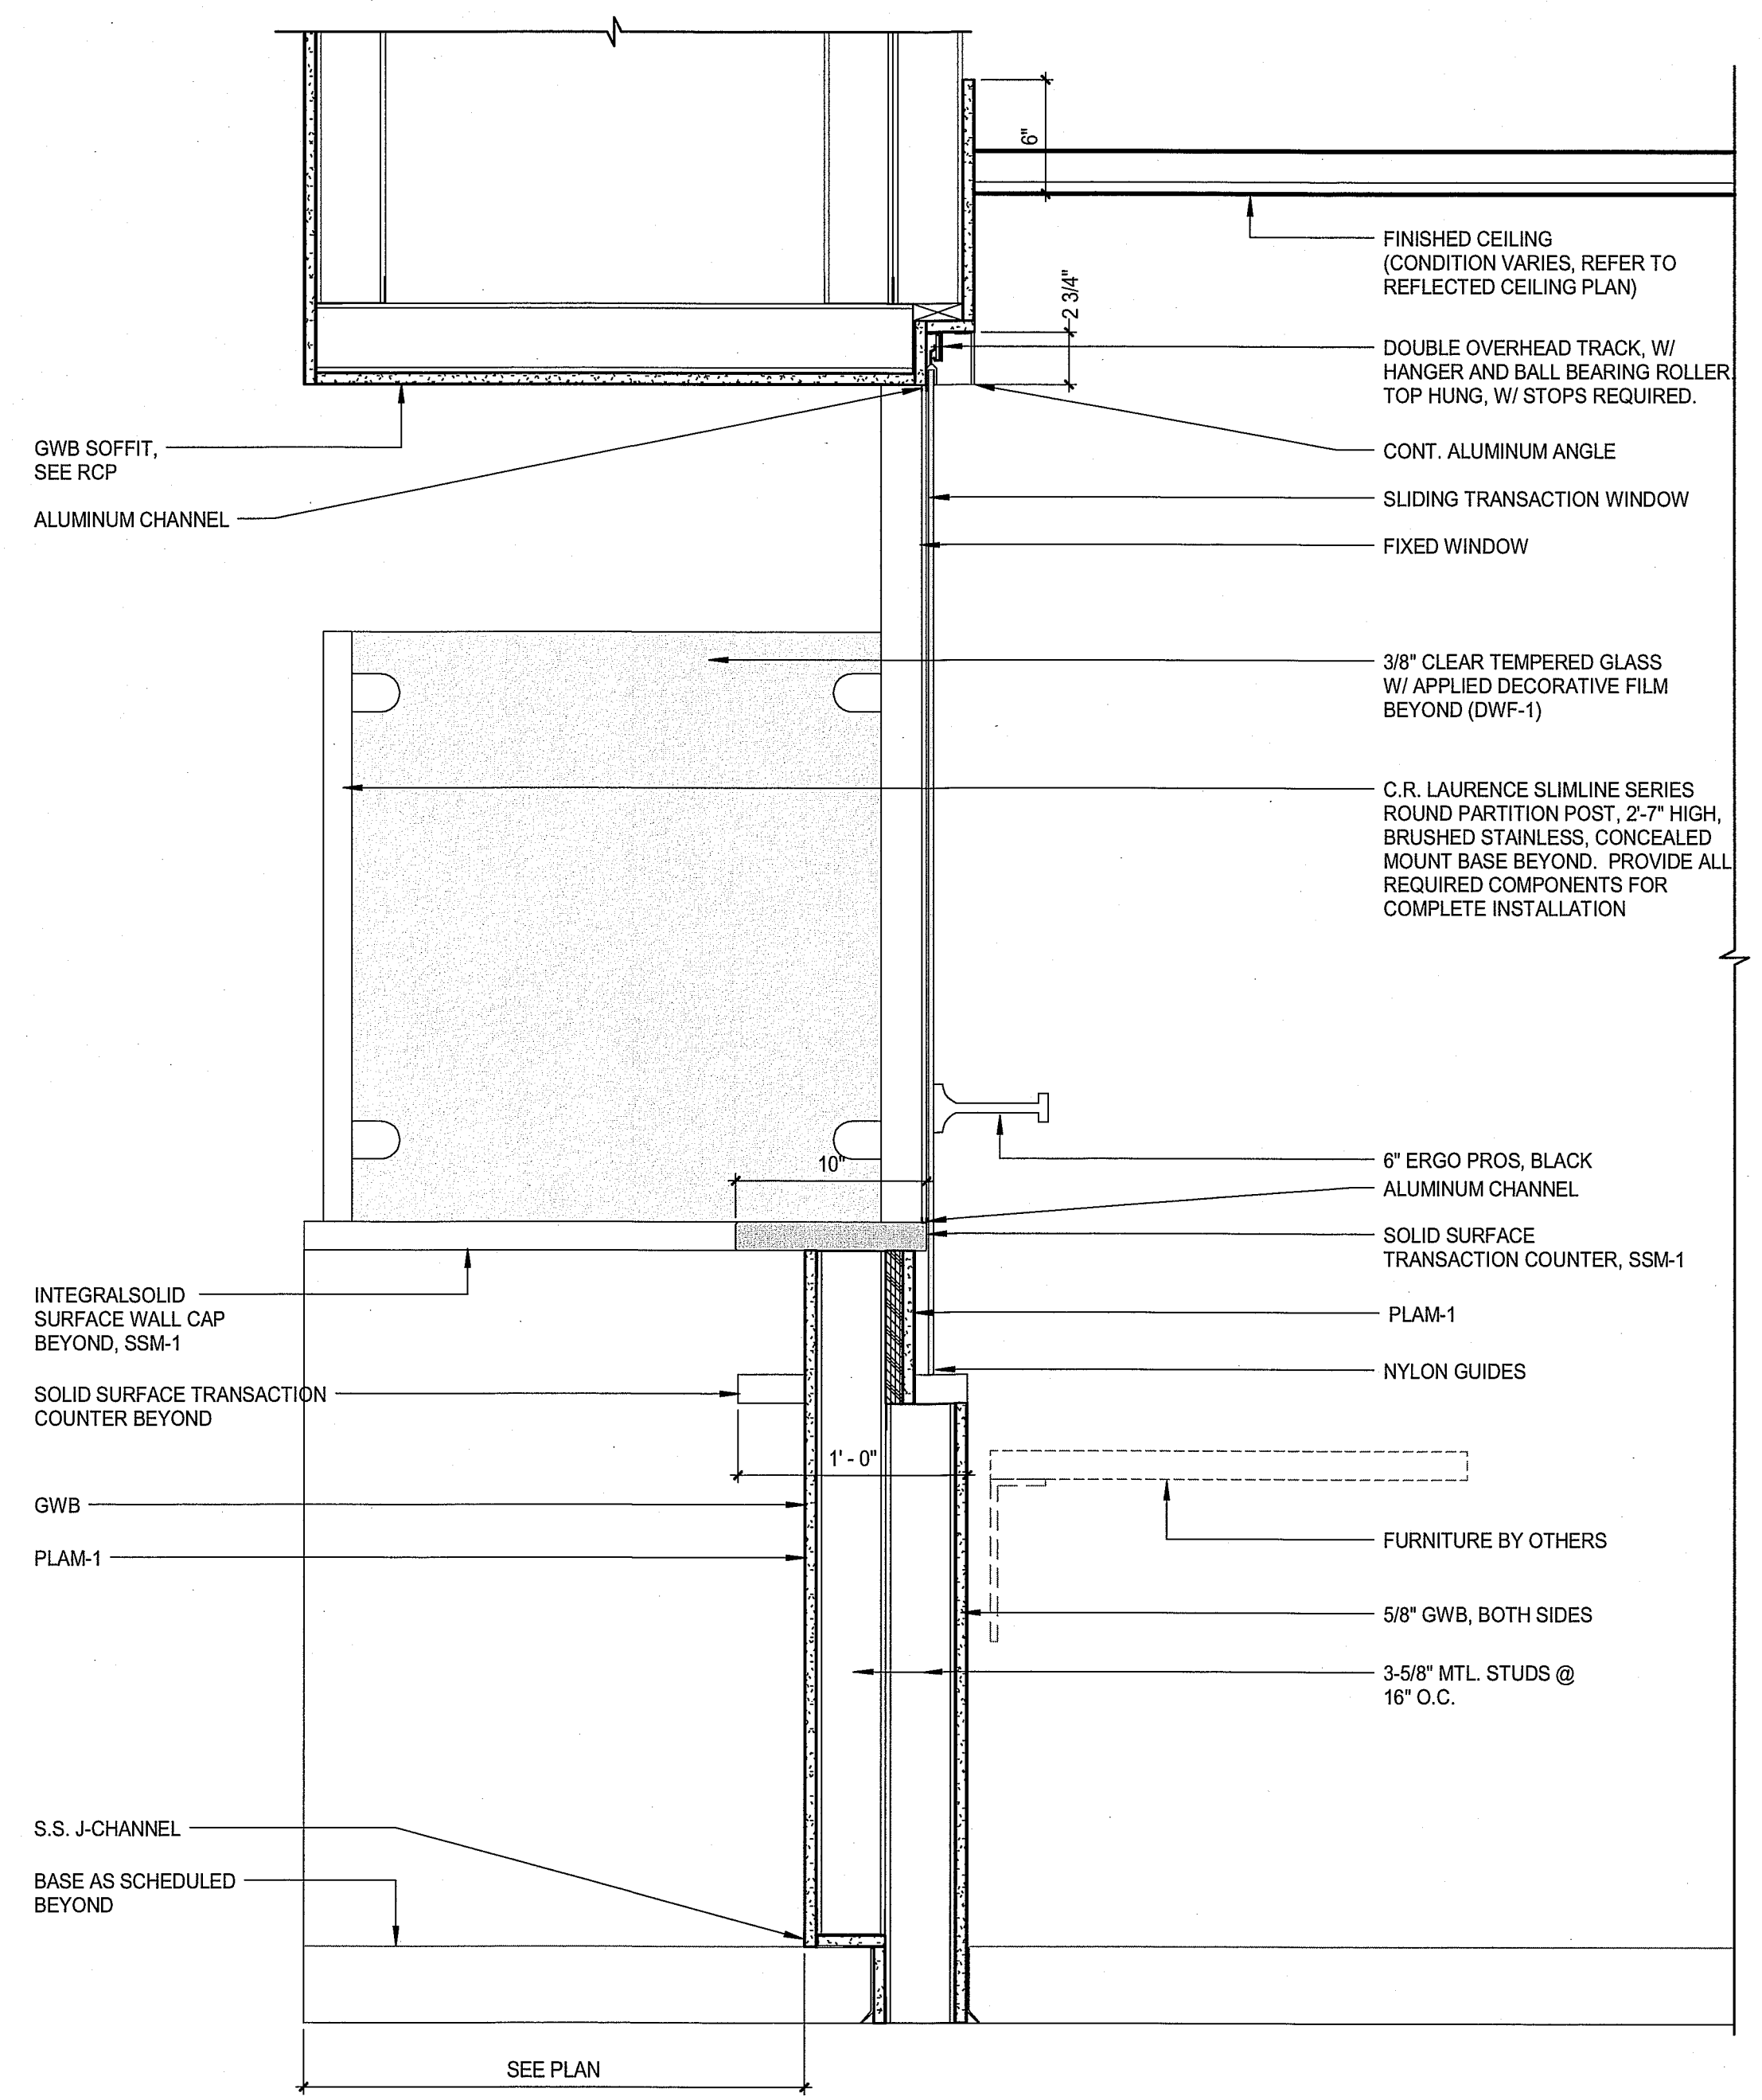 6"
FINISHED CEILING
(CONDITION VARIES, REFER TO
REFLECTED CEILING PLAN)
2 3/4"
DOUBLE OVERHEAD TRACK, W/
HANGER AND BALL BEARING ROLLER
TOP HUNG, W/ STOPS REQUIRED.
GWB SOFFIT,
SEE RCP
CONT. ALUMINUM ANGLE
SLIDING TRANSACTION WINDOW
ALUMINUM CHANNEL
FIXED WINDOW
3/8" CLEAR TEMPERED GLASS
W/ APPLIED DECORATIVE FILM
BEYOND (DWF-1)
C.R. LAURENCE SLIMLINE SERIES
ROUND PARTITION POST, 2'-7" HIGH,
BRUSHED STAINLESS, CONCEALED
MOUNT BASE BEYOND. PROVIDE ALL
REQUIRED COMPONENTS FOR
COMPLETE INSTALLATION
10"
6" ERGO PROS, BLACK
ALUMINUM CHANNEL
SOLID SURFACE
TRANSACTION COUNTER, SSM-1
INTEGRALSOLID
SURFACE WALL CAP
BEYOND, SSM-1
PLAM-1
NYLON GUIDES
SOLID SURFACE TRANSACTION
COUNTER BEYOND
1' - 0"
GWB
FURNITURE BY OTHERS
PLAM-1
5/8" GWB, BOTH SIDES
3-5/8" MTL. STUDS @
16" O.C.
S.S. J-CHANNEL
BASE AS SCHEDULED
BEYOND
SEE PLAN